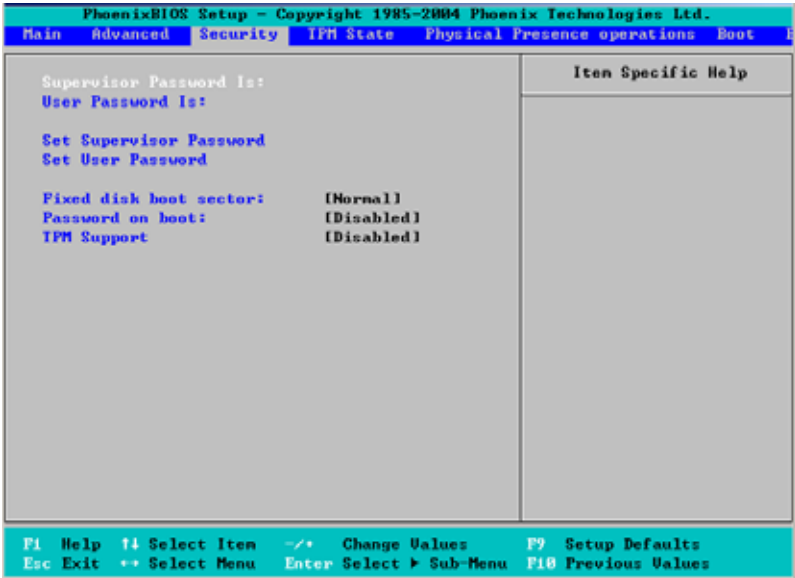 PhoenixBIOS Setup - Copyright 1985-2004 Phoenix Technologies Ltd.
Main Advanced Security TPM State Physical Presence operations Boot
Item Specific Help
Supervisor Password Is:
User Password Is:
Set Supervisor Password
Set User Password
Fixed disk boot sector: [Normal]
Password on boot: [Disabled]
TPM Support [Disabled]
F1 Help ↑↓ Select Item -/+ Change Values F9 Setup Defaults
Esc Exit ↔ Select Menu Enter Select ▶ Sub-Menu F10 Previous Values